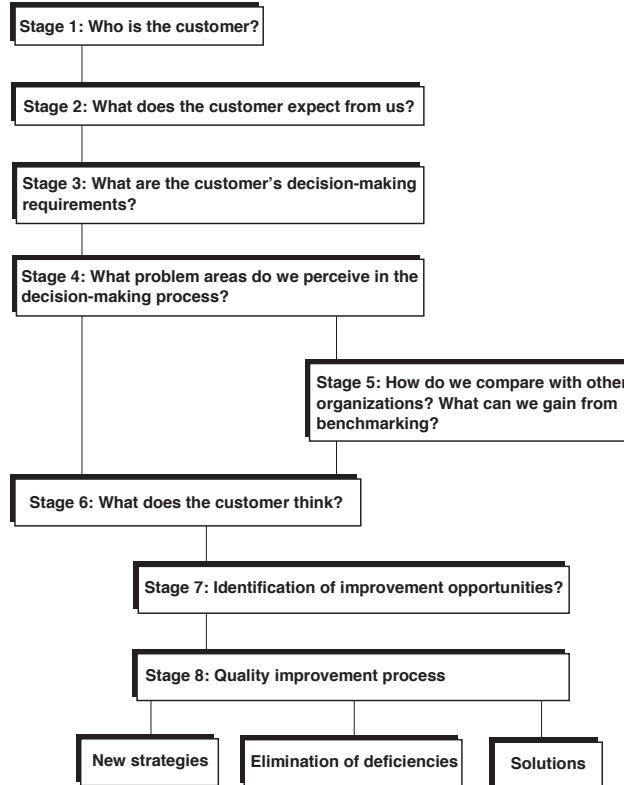 Stage 1: Who is the customer?
Stage 2: What does the customer expect from us?
Stage 3: What are the customer’s decision-making
requirements?
Stage 4: What problem areas do we perceive in the
decision-making process?
Stage 5: How do we compare with other
organizations? What can we gain from
benchmarking?
Stage 6: What does the customer think?
Stage 7: Identification of improvement opportunities?
Stage 8: Quality improvement process
New strategies
Elimination of deficiencies
Solutions